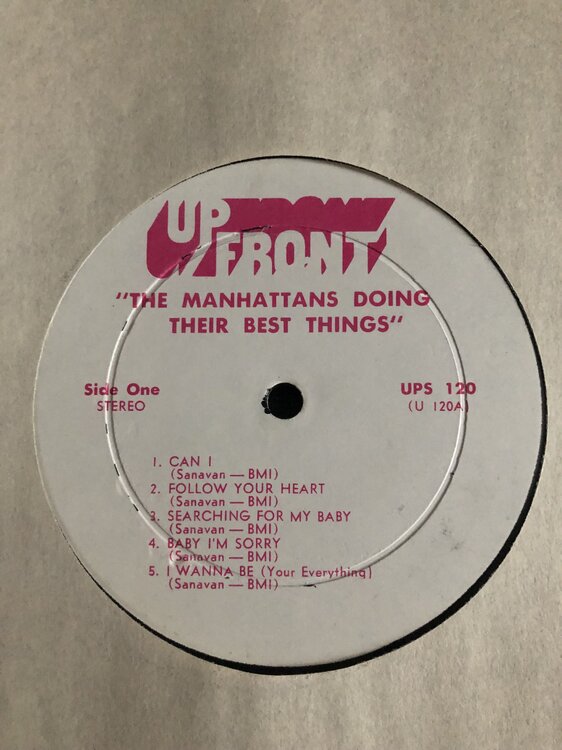 UP
FRONT
"THE MANHATTANS DOING
THEIR BEST THINGS"
Side One
STEREO
UPS 120
(U 120A)
1. CAN I
(Sanavan — BMI)
2. FOLLOW YOUR HEART
(Sanavan — BMI)
3. SEARCHING FOR MY BABY
(Sanavan — BMI)
4. BABY I'M SORRY
(Sanavan — BMI)
5. I WANNA BE (Your Everything)
(Sanavan — BMI)